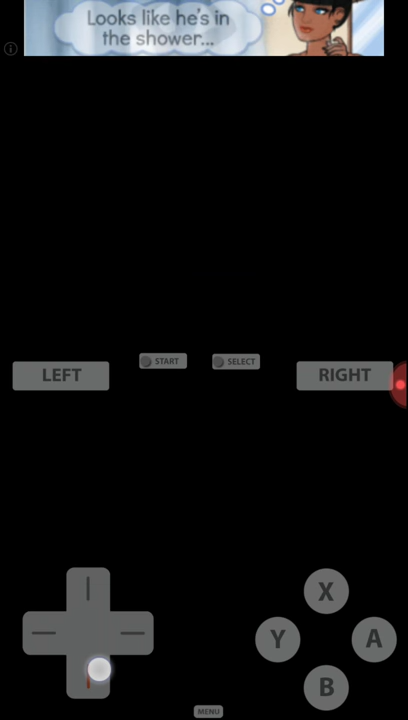 Looks like he's in
the shower...
START
SELECT
LEFT
RIGHT
X
Y
A
B
MENU